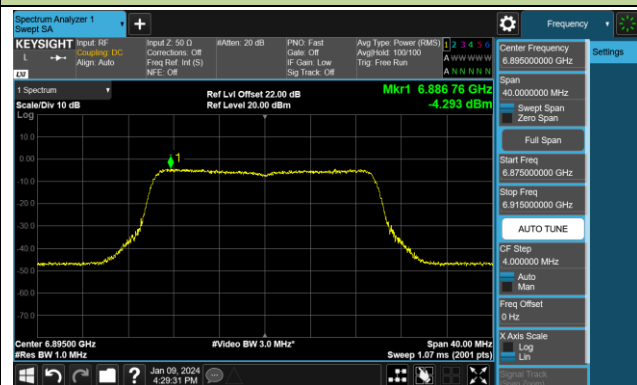 Spectrum Analyzer 1
Swept SA
Frequency
KEYSIGHT
L
LXI
Input: RF
Coupling: DC
Align: Auto
Input Z: 50 Ω
Corrections: Off
Freq Ref: Int (S)
NFE: Off
#Atten: 20 dB
PNO: Fast
Gate: Off
IF Gain: Low
Sig Track: Off
Avg Type: Power (RMS)
Avg|Hold: 100/100
Trig: Free Run
1 2 3 4 5 6
A W W W W W
A N N N N N
1 Spectrum
Scale/Div 10 dB
Log
Ref Lvl Offset 22.00 dB
Ref Level 20.00 dBm
Mkr1 6.886 76 GHz
-4.293 dBm
1
10.0
0.00
-10.0
-20.0
-30.0
-40.0
-50.0
-60.0
-70.0
Center 6.89500 GHz
#Res BW 1.0 MHz
#Video BW 3.0 MHz*
Span 40.00 MHz
Sweep 1.07 ms (2001 pts)
Jan 09, 2024
4:29:31 PM
Center Frequency
6.895000000 GHz
Settings
Span
40.0000000 MHz
Swept Span
Zero Span
Full Span
Start Freq
6.875000000 GHz
Stop Freq
6.915000000 GHz
AUTO TUNE
CF Step
4.000000 MHz
Auto
Man
Freq Offset
0 Hz
X Axis Scale
Log
Lin
Signal Track